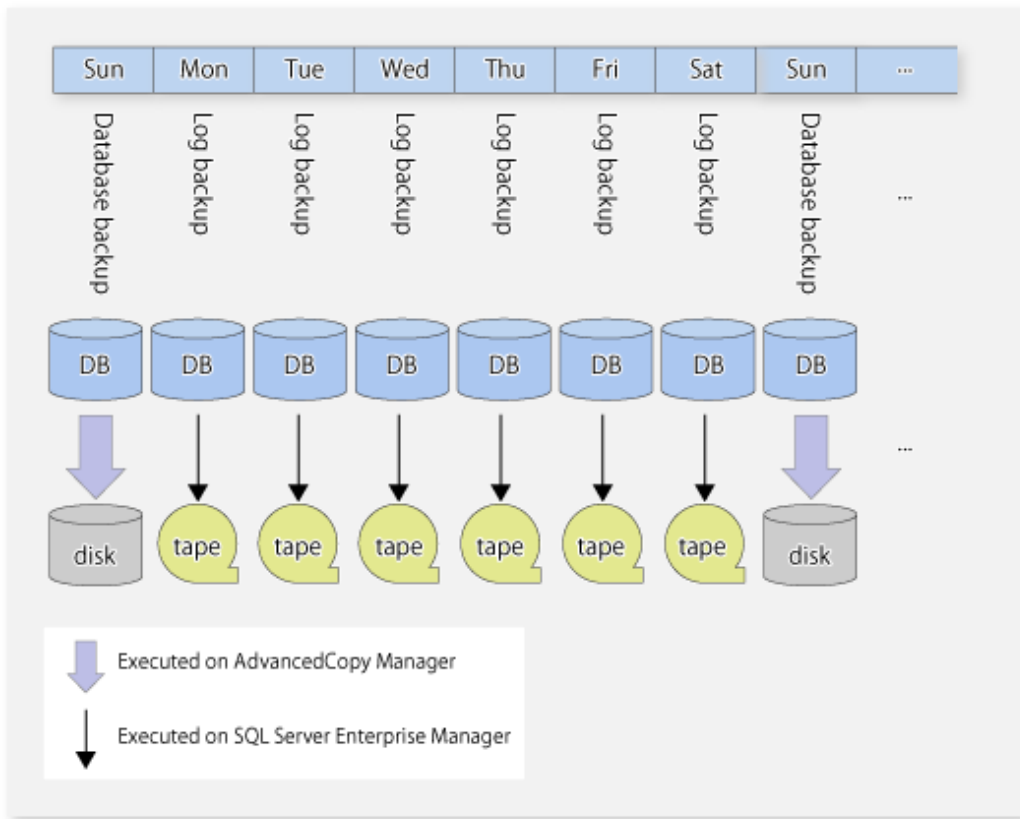 Sun Mon Tue Wed Thu Fri Sat Sun ...
Database backup
Log backup
Log backup
Log backup
Log backup
Log backup
Log backup
Database backup
...
DB DB DB DB DB DB DB DB
...
disk tape tape tape tape tape tape disk
Executed on AdvancedCopy Manager
Executed on SQL Server Enterprise Manager